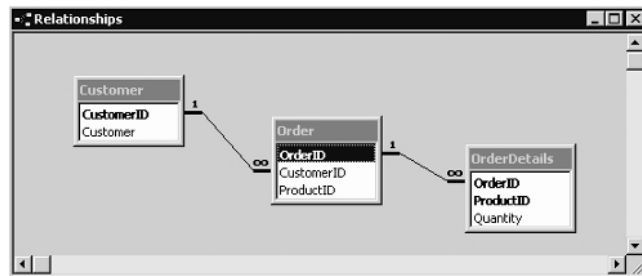 Relationships
Customer
CustomerID
Customer
1
∞
Order
OrderID
CustomerID
ProductID
1
∞
OrderDetails
OrderID
ProductID
Quantity